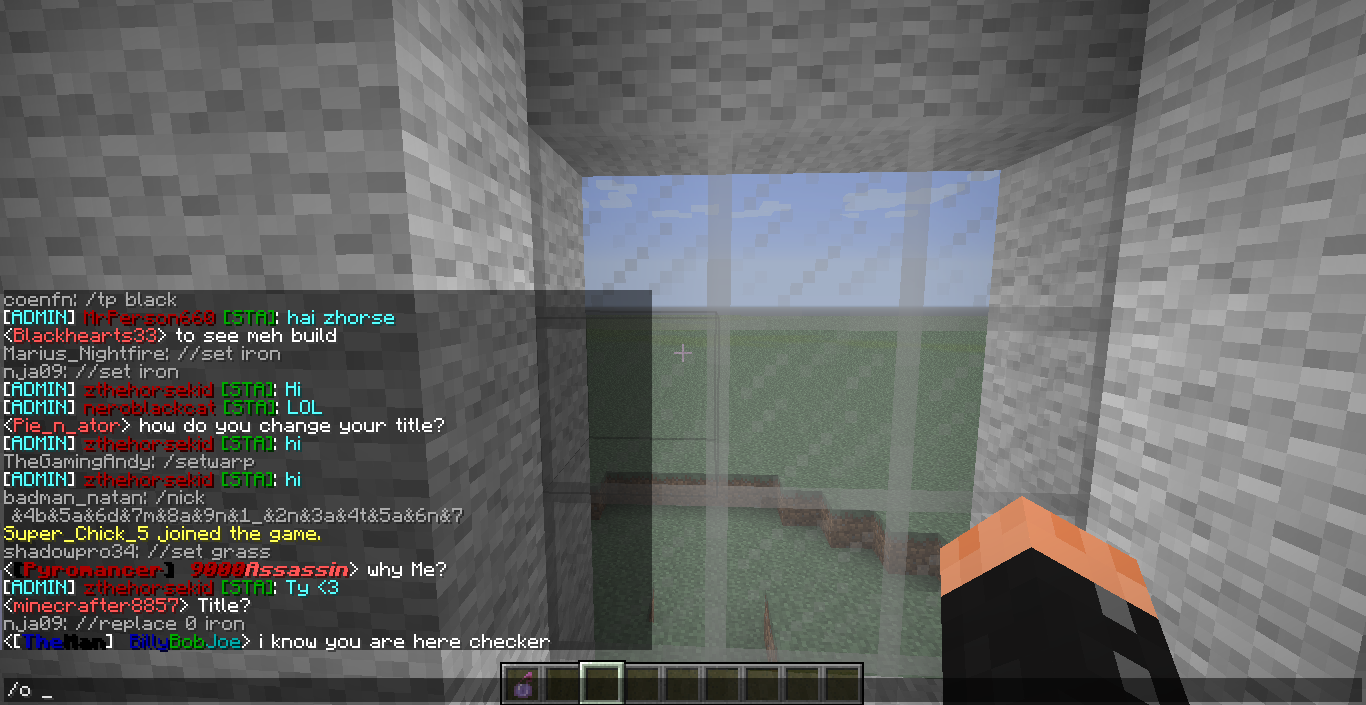 coenfn: /tp black
[ADMIN] MrPerson660 [STA]: hai zhorse
<Blackhearts33> to see meh build
Marius_Nightfire: //set iron
nja09: //set iron
[ADMIN] zthehorsekid [STA]: Hi
[ADMIN] neroblackcat [STA]: LOL
<Pie_n_ator> how do you change your title?
[ADMIN] zthehorsekid [STA]: hi
TheGamingAndy: /setwarp
[ADMIN] zthehorsekid [STA]: hi
badman_natan: /nick
&4b&5a&6d&7m&8a&9n&1_&2n&3a&4t&5a&6n&7
Super_Chick_5 joined the game.
shadowpro34: //set grass
<[Pyromancer] 9000Assassin> why Me?
[ADMIN] zthehorsekid [STA]: Ty <3
<minecrafter8857> Title?
nja09: //replace 0 iron
<[TheMan] BillyBobJoe> i know you are here checker
/o _